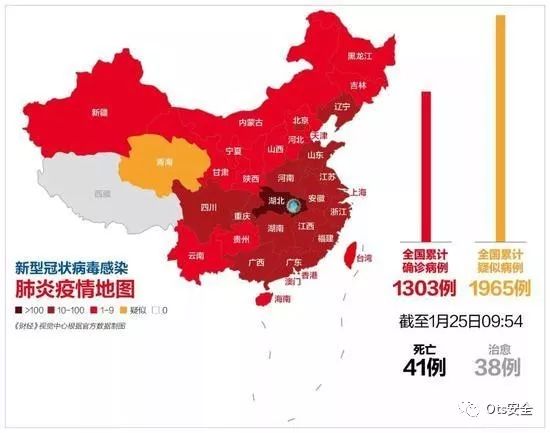 黑龙江
吉林
辽宁
新疆
内蒙古
北京
河北
天津
宁夏
山西
山东
青海
甘肃
陕西
河南
江苏
西藏
上海
湖北
安徽
四川
重庆
浙江
湖南
江西
贵州
福建
云南
台湾
广西
广东
香港
澳门
海南
新型冠状病毒感染
肺炎疫情地图
>100 10-100 1-9 疑似 0
《财经》视觉中心根据官方数据制图
全国累计
确诊病例
1303例
全国累计
疑似病例
1965例
截至1月25日09:54
死亡
41例
治愈
38例
Ots安全